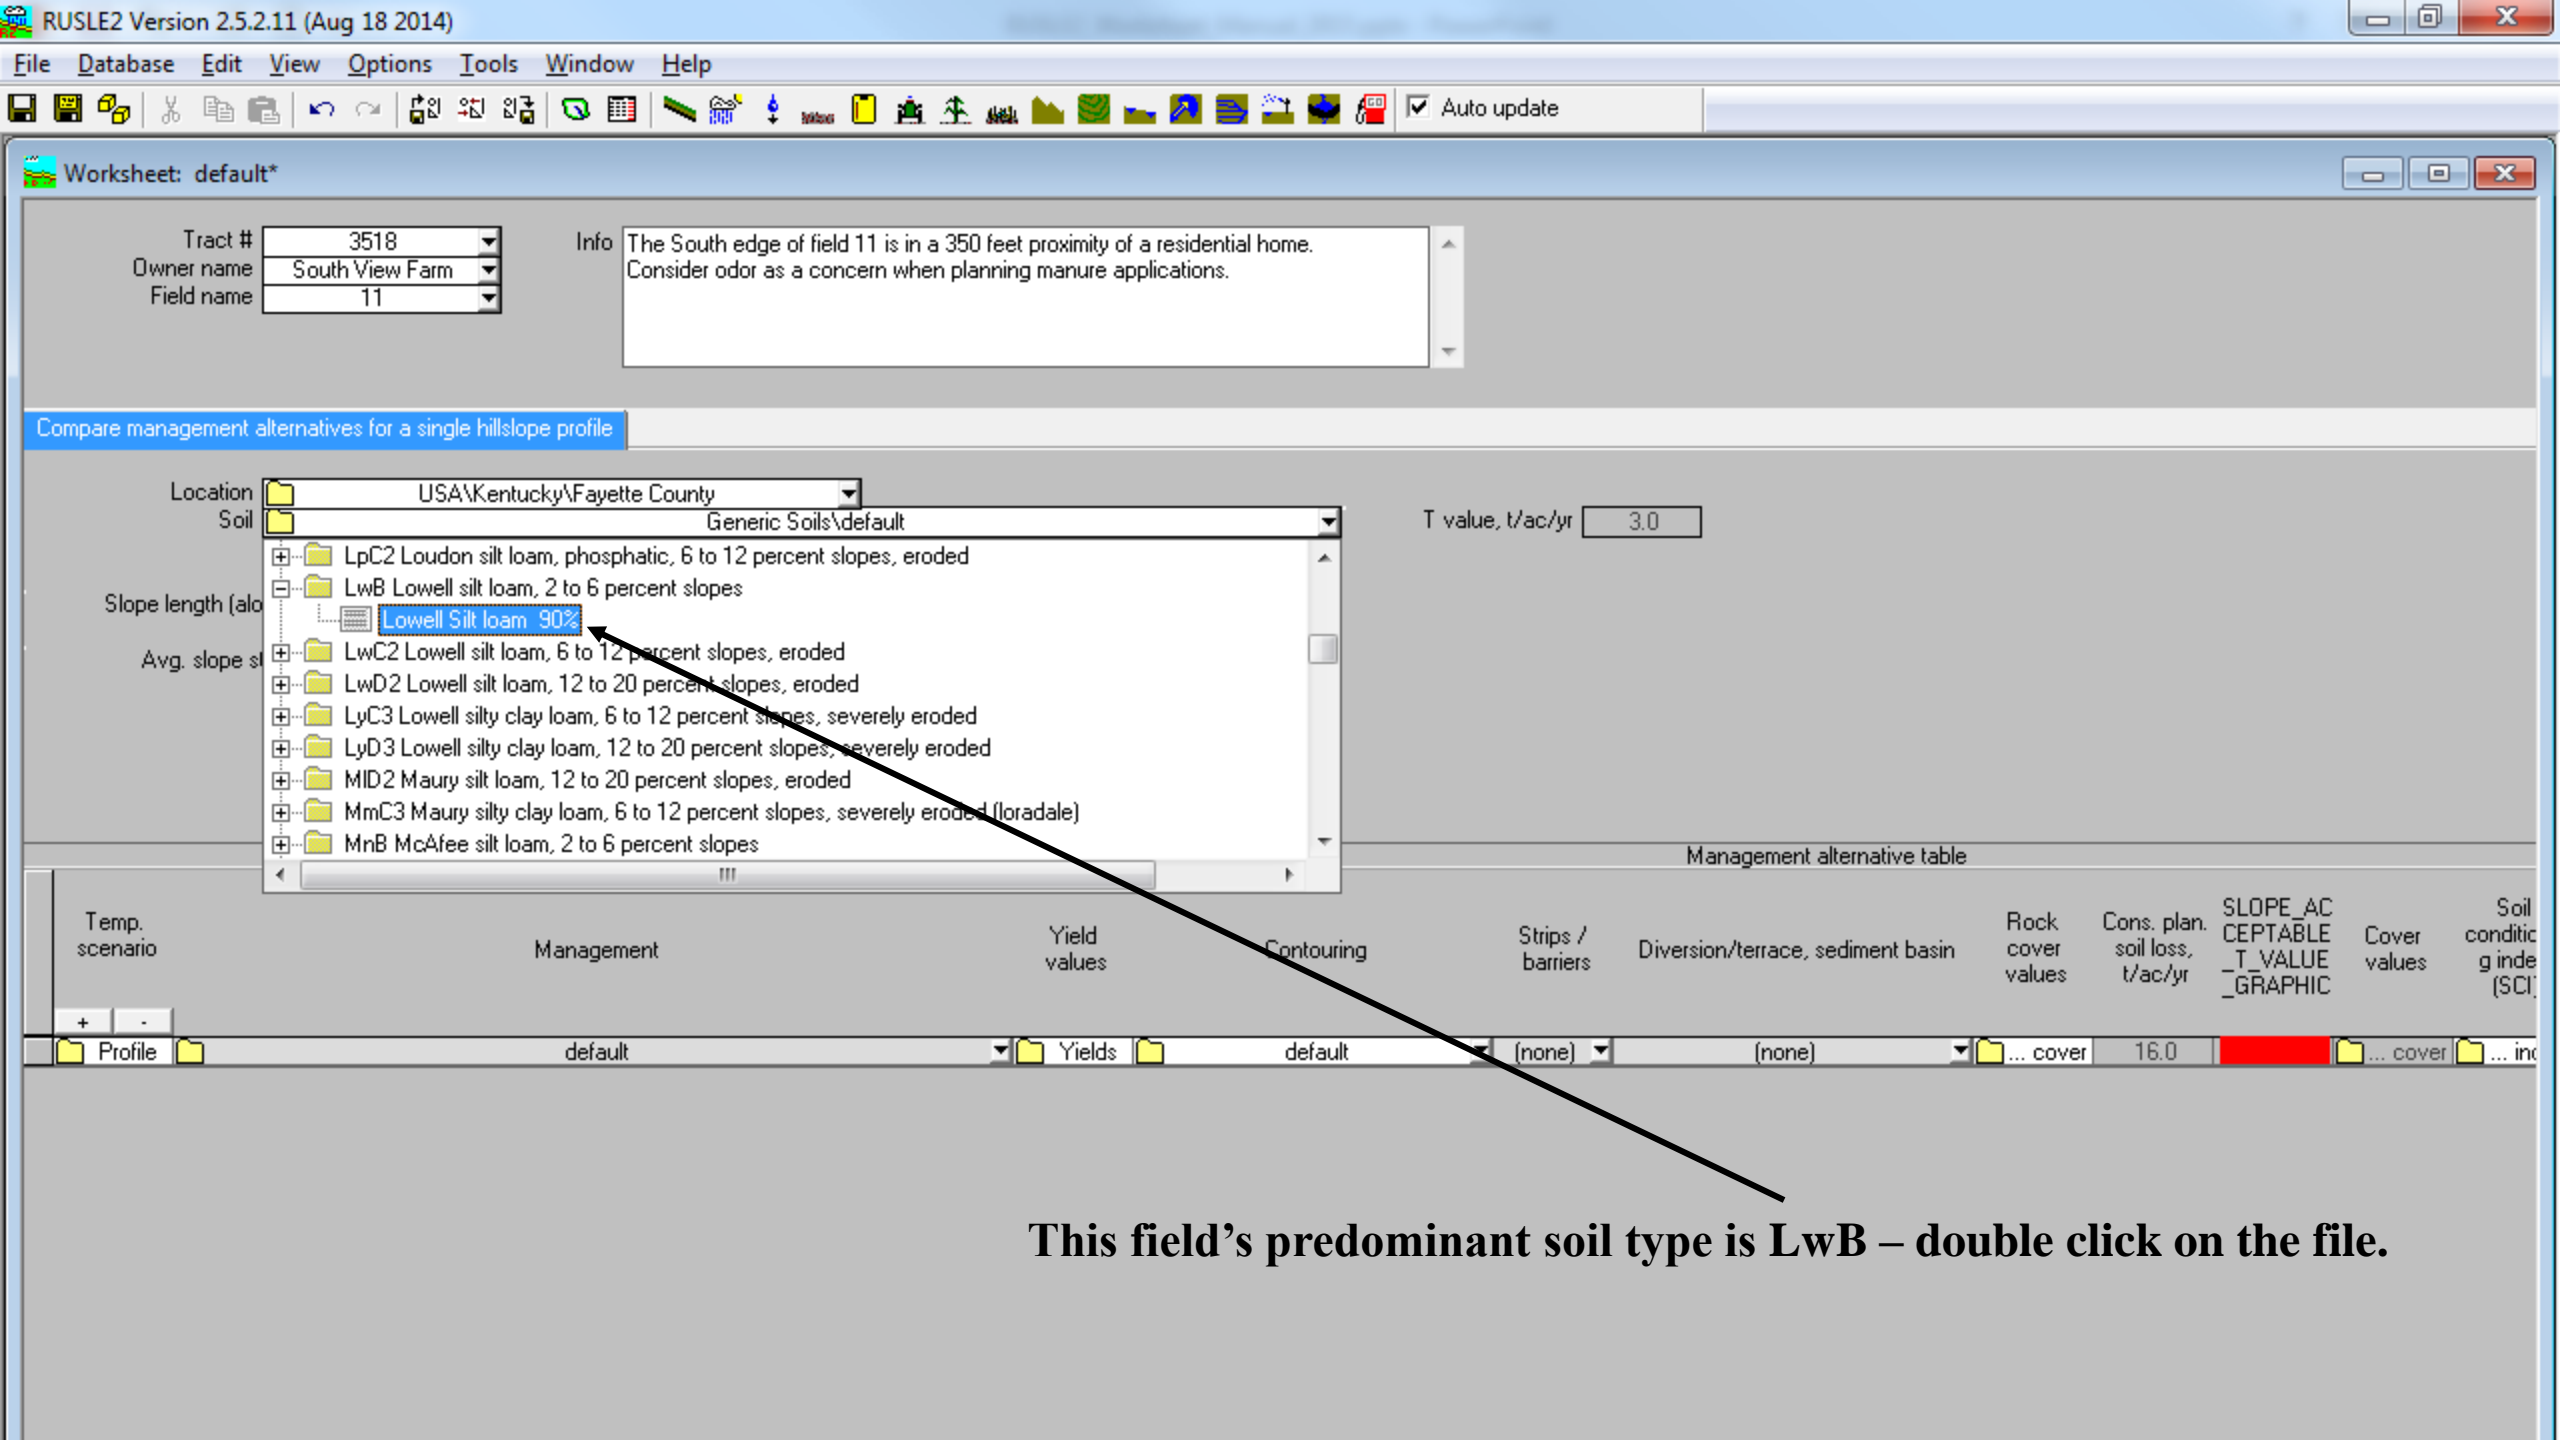 RUSLE2 Version 2.5.2.11 (Aug 18 2014)
File Database Edit View Options Tools Window Help
Auto update
Worksheet: default*
Tract # 3518
Owner name South View Farm
Field name 11
Info The South edge of field 11 is in a 350 feet proximity of a residential home.
Consider odor as a concern when planning manure applications.
Compare management alternatives for a single hillslope profile
Location USA\Kentucky\Fayette County
Soil Generic Soils\default
T value, t/ac/yr 3.0
LpC2 Loudon silt loam, phosphatic, 6 to 12 percent slopes, eroded
LwB Lowell silt loam, 2 to 6 percent slopes
Slope length (alo
Lowell Silt loam 90%
Avg. slope st
LwC2 Lowell silt loam, 6 to 12 percent slopes, eroded
LwD2 Lowell silt loam, 12 to 20 percent slopes, eroded
LyC3 Lowell silty clay loam, 6 to 12 percent slopes, severely eroded
LyD3 Lowell silty clay loam, 12 to 20 percent slopes, severely eroded
MlD2 Maury silt loam, 12 to 20 percent slopes, eroded
MmC3 Maury silty clay loam, 6 to 12 percent slopes, severely eroded (loradale)
MnB McAfee silt loam, 2 to 6 percent slopes
Management alternative table
Temp.
scenario
Management
Yield
values
Contouring
Strips /
barriers
Diversion/terrace, sediment basin
Rock
cover
values
Cons. plan.
soil loss,
t/ac/yr
SLOPE_AC
CEPTABLE
_T_VALUE
_GRAPHIC
Cover
values
Soil
conditio
g inde
(SCI)
+ -
Profile default Yields default (none) (none) ... cover 16.0 ... cover ... ind
This field’s predominant soil type is LwB – double click on the file.